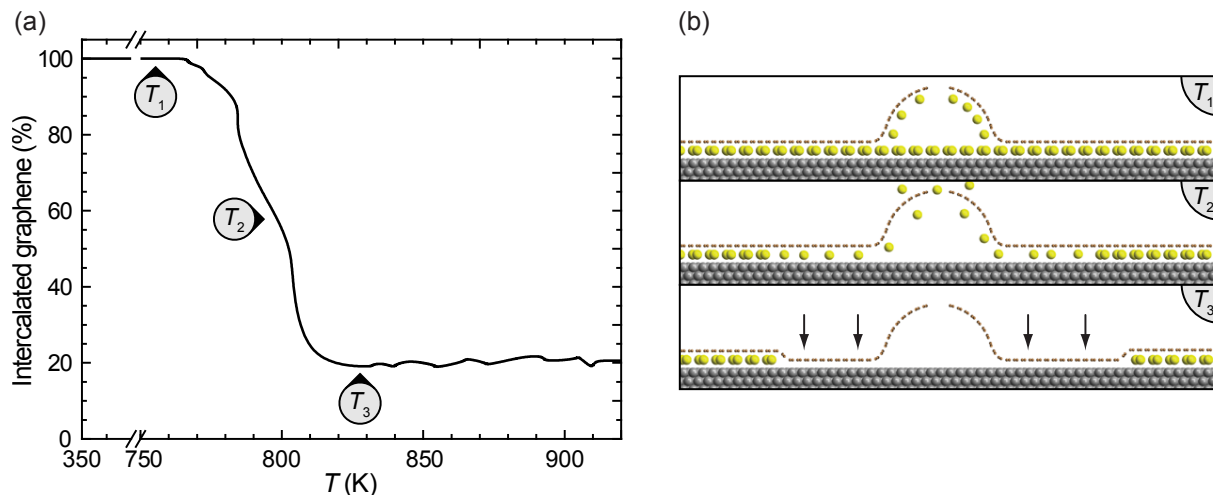 (a)
100
80
60
40
20
0
Intercalated graphene (%)
T1
T2
T3
350
750
800
850
900
T (K)
(b)
T1
T2
T3